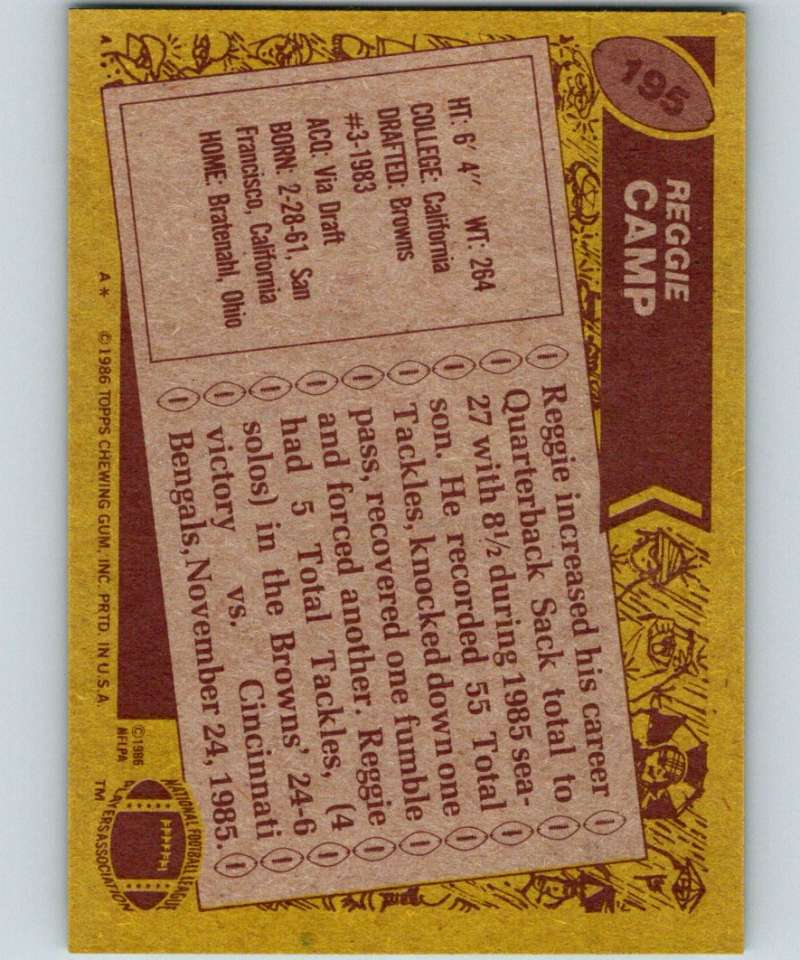 195
REGGIE
CAMP
HT: 6' 4" WT: 264
COLLEGE: California
DRAFTED: Browns
#3-1983
ACQ: Via Draft
BORN: 2-28-61, San
Francisco, California
HOME: Bratenahl, Ohio
Reggie increased his career
Quarterback Sack total to
27 with 8½ during 1985 sea-
son. He recorded 55 Total
Tackles, knocked down one
pass, recovered one fumble
and forced another. Reggie
had 5 Total Tackles, (4
solos) in the Browns' 24-6
victory vs. Cincinnati
Bengals, November 24, 1985.
A* © 1986 TOPPS CHEWING GUM, INC. PRTD. IN U.S.A.
© 1986
NFLPA
NATIONAL FOOTBALL LEAGUE
PLAYERS ASSOCIATION
TM